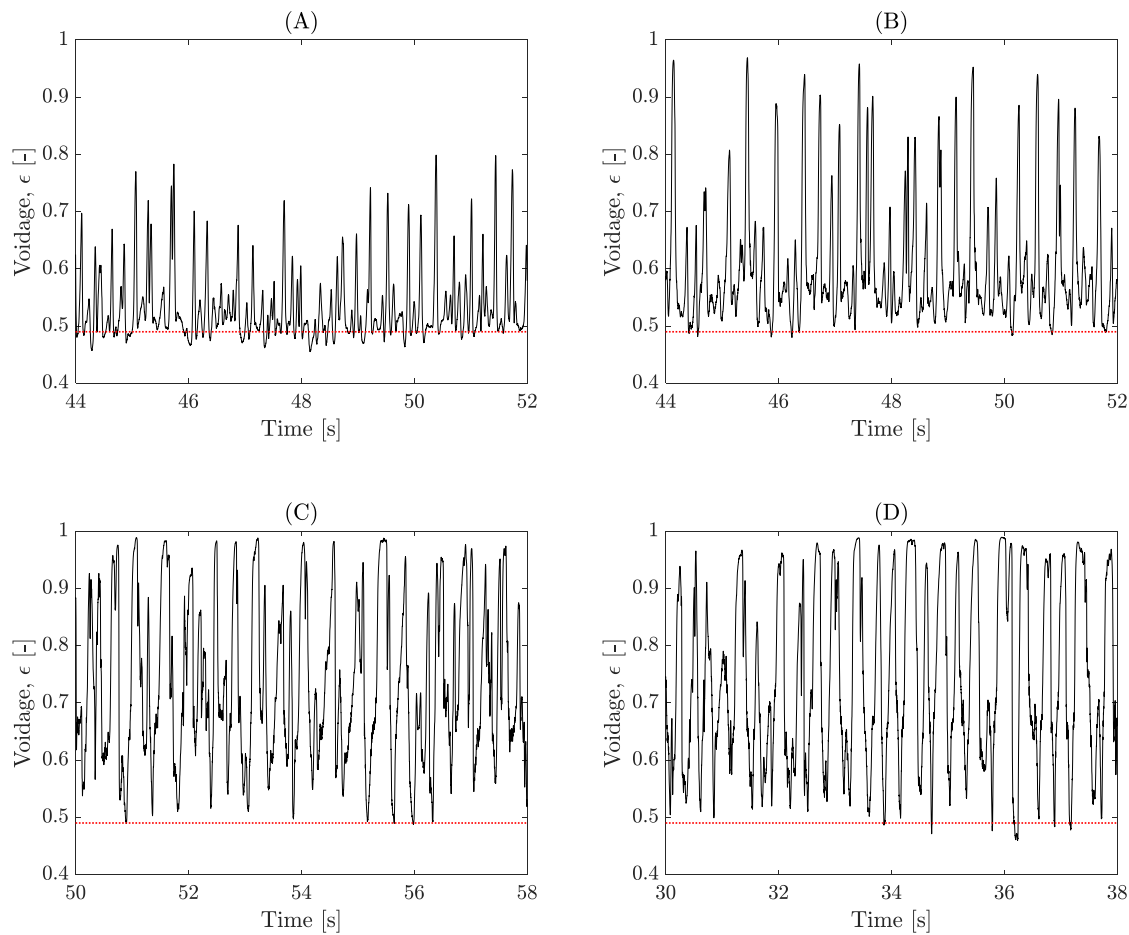 (A)
1
0.9
0.8
0.7
0.6
0.5
0.4
Voidage, ϵ [-]
44 46 48 50 52
Time [s]
(B)
1
0.9
0.8
0.7
0.6
0.5
0.4
Voidage, ϵ [-]
44 46 48 50 52
Time [s]
(C)
1
0.9
0.8
0.7
0.6
0.5
0.4
Voidage, ϵ [-]
50 52 54 56 58
Time [s]
(D)
1
0.9
0.8
0.7
0.6
0.5
0.4
Voidage, ϵ [-]
30 32 34 36 38
Time [s]